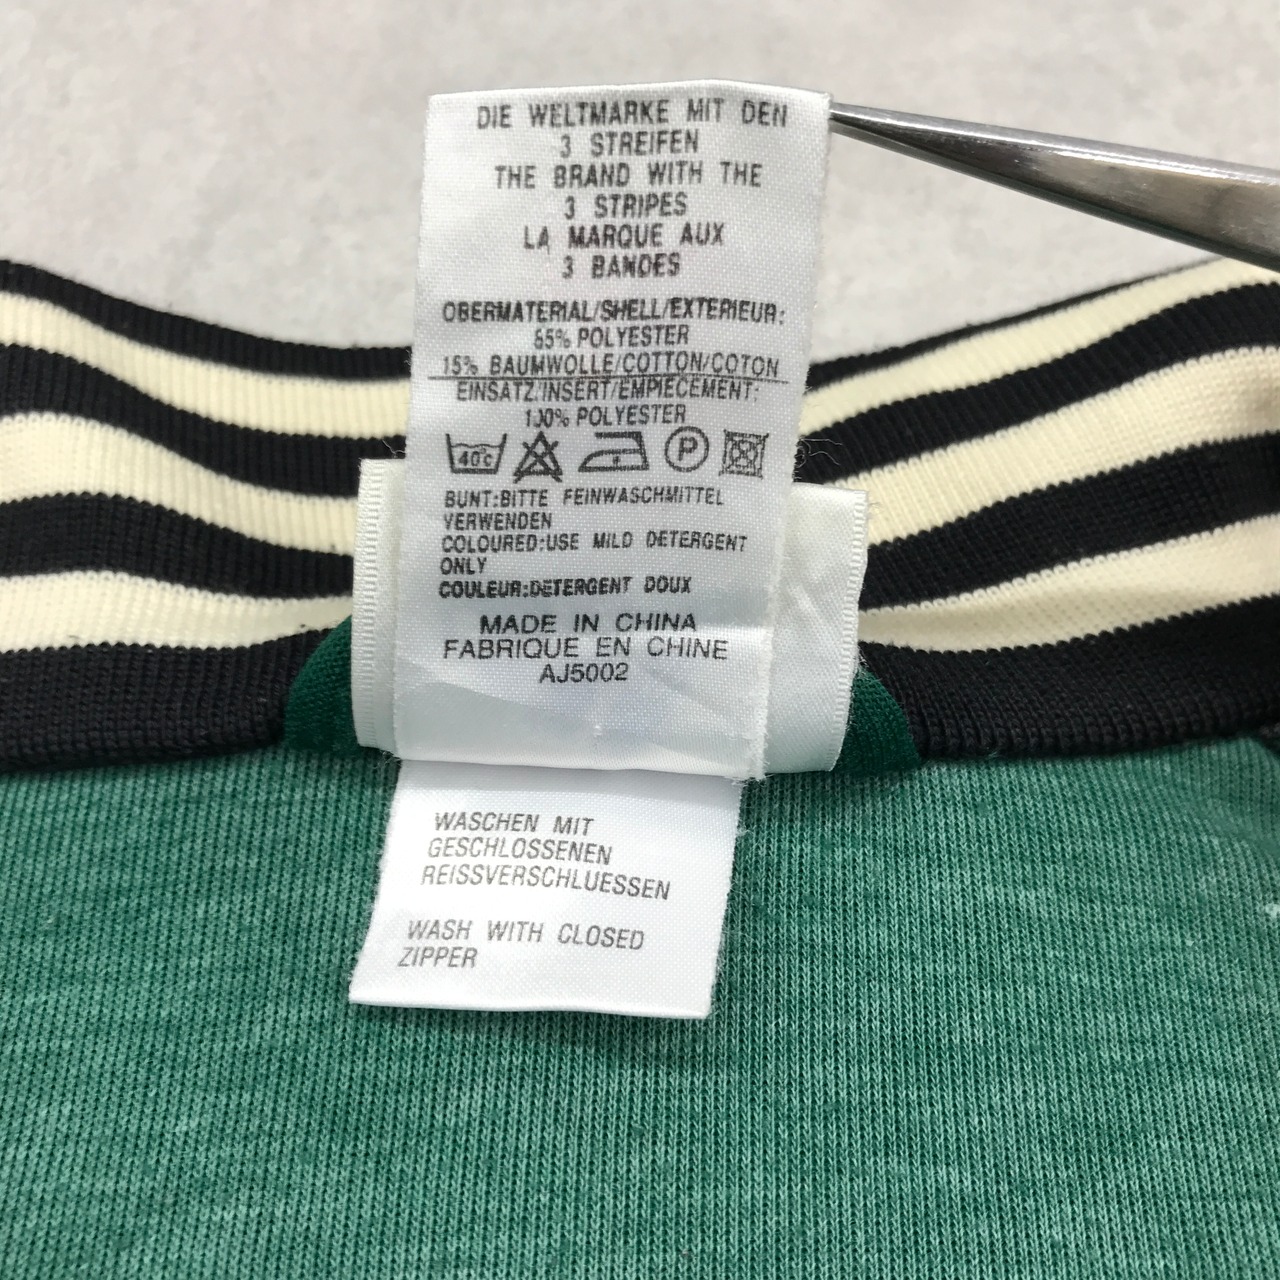 DIE WELTMARKE MIT DEN
3 STREIFEN
THE BRAND WITH THE
3 STRIPES
LA MARQUE AUX
3 BANDES
OBERMATERIAL/SHELL/EXTERIEUR:
85% POLYESTER
15% BAUMWOLLE/COTTON/COTON
EINSATZ/INSERT/EMPIECEMENT:
100% POLYESTER
40c P
BUNT:BITTE FEINWASCHMITTEL
VERWENDEN
COLOURED:USE MILD DETERGENT
ONLY
COULEUR:DETERGENT DOUX
MADE IN CHINA
FABRIQUE EN CHINE
AJ5002
WASCHEN MIT
GESCHLOSSENEN
REISSVERSCHLUESSEN
WASH WITH CLOSED
ZIPPER